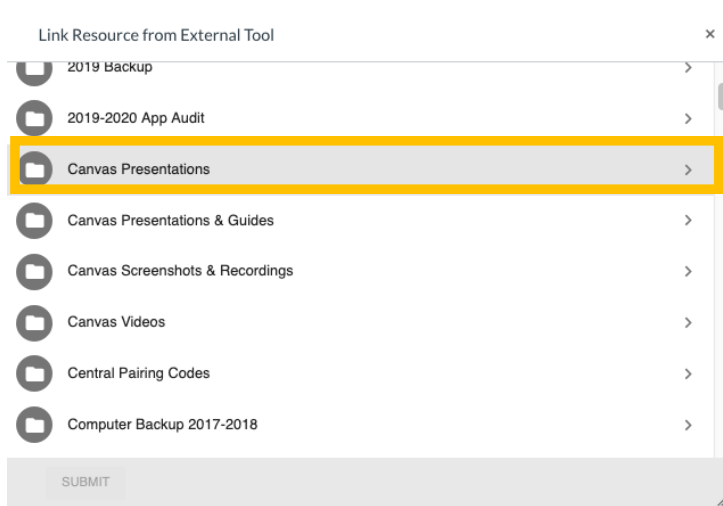 Link Resource from External Tool
2019 Backup
2019-2020 App Audit
Canvas Presentations
Canvas Presentations & Guides
Canvas Screenshots & Recordings
Canvas Videos
Central Pairing Codes
Computer Backup 2017-2018
SUBMIT